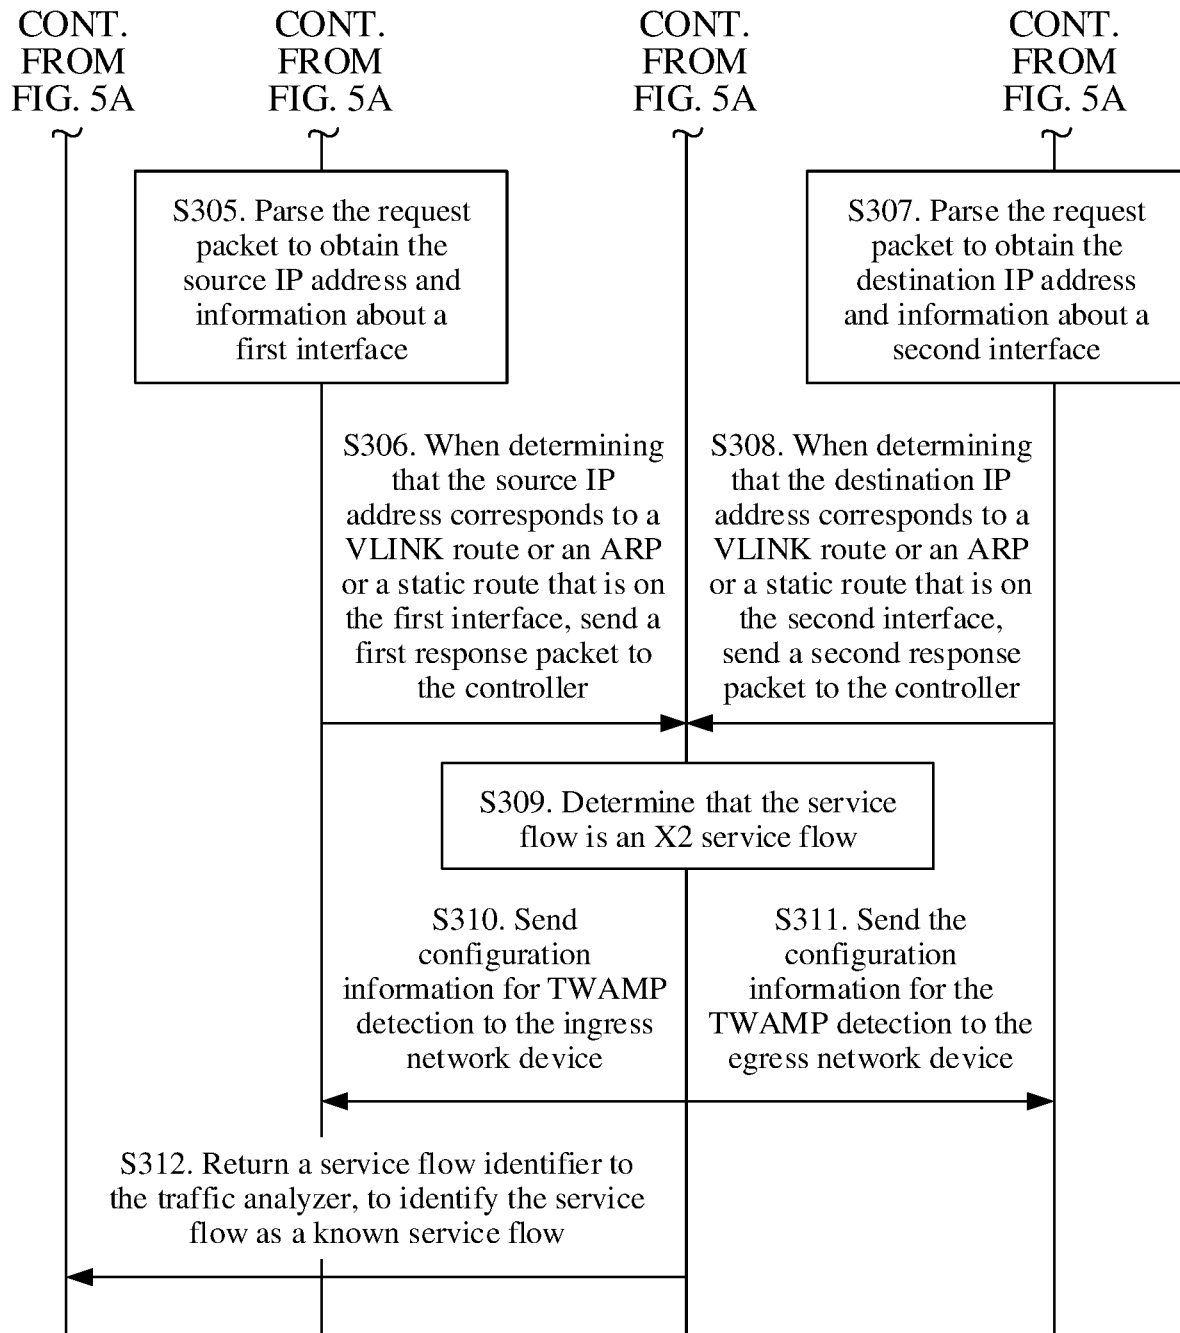 CONT.
FROM
FIG. 5A
CONT.
FROM
FIG. 5A
CONT.
FROM
FIG. 5A
CONT.
FROM
FIG. 5A
S305. Parse the request
packet to obtain the
source IP address and
information about a
first interface
S307. Parse the request
packet to obtain the
destination IP address
and information about a
second interface
S306. When determining
that the source IP
address corresponds to a
VLINK route or an ARP
or a static route that is on
the first interface, send a
first response packet to
the controller
S308. When determining
that the destination IP
address corresponds to a
VLINK route or an ARP
or a static route that is on
the second interface,
send a second response
packet to the controller
S309. Determine that the service
flow is an X2 service flow
S310. Send
configuration
information for TWAMP
detection to the ingress
network device
S311. Send the
configuration
information for the
TWAMP detection to the
egress network device
S312. Return a service flow identifier to
the traffic analyzer, to identify the service
flow as a known service flow